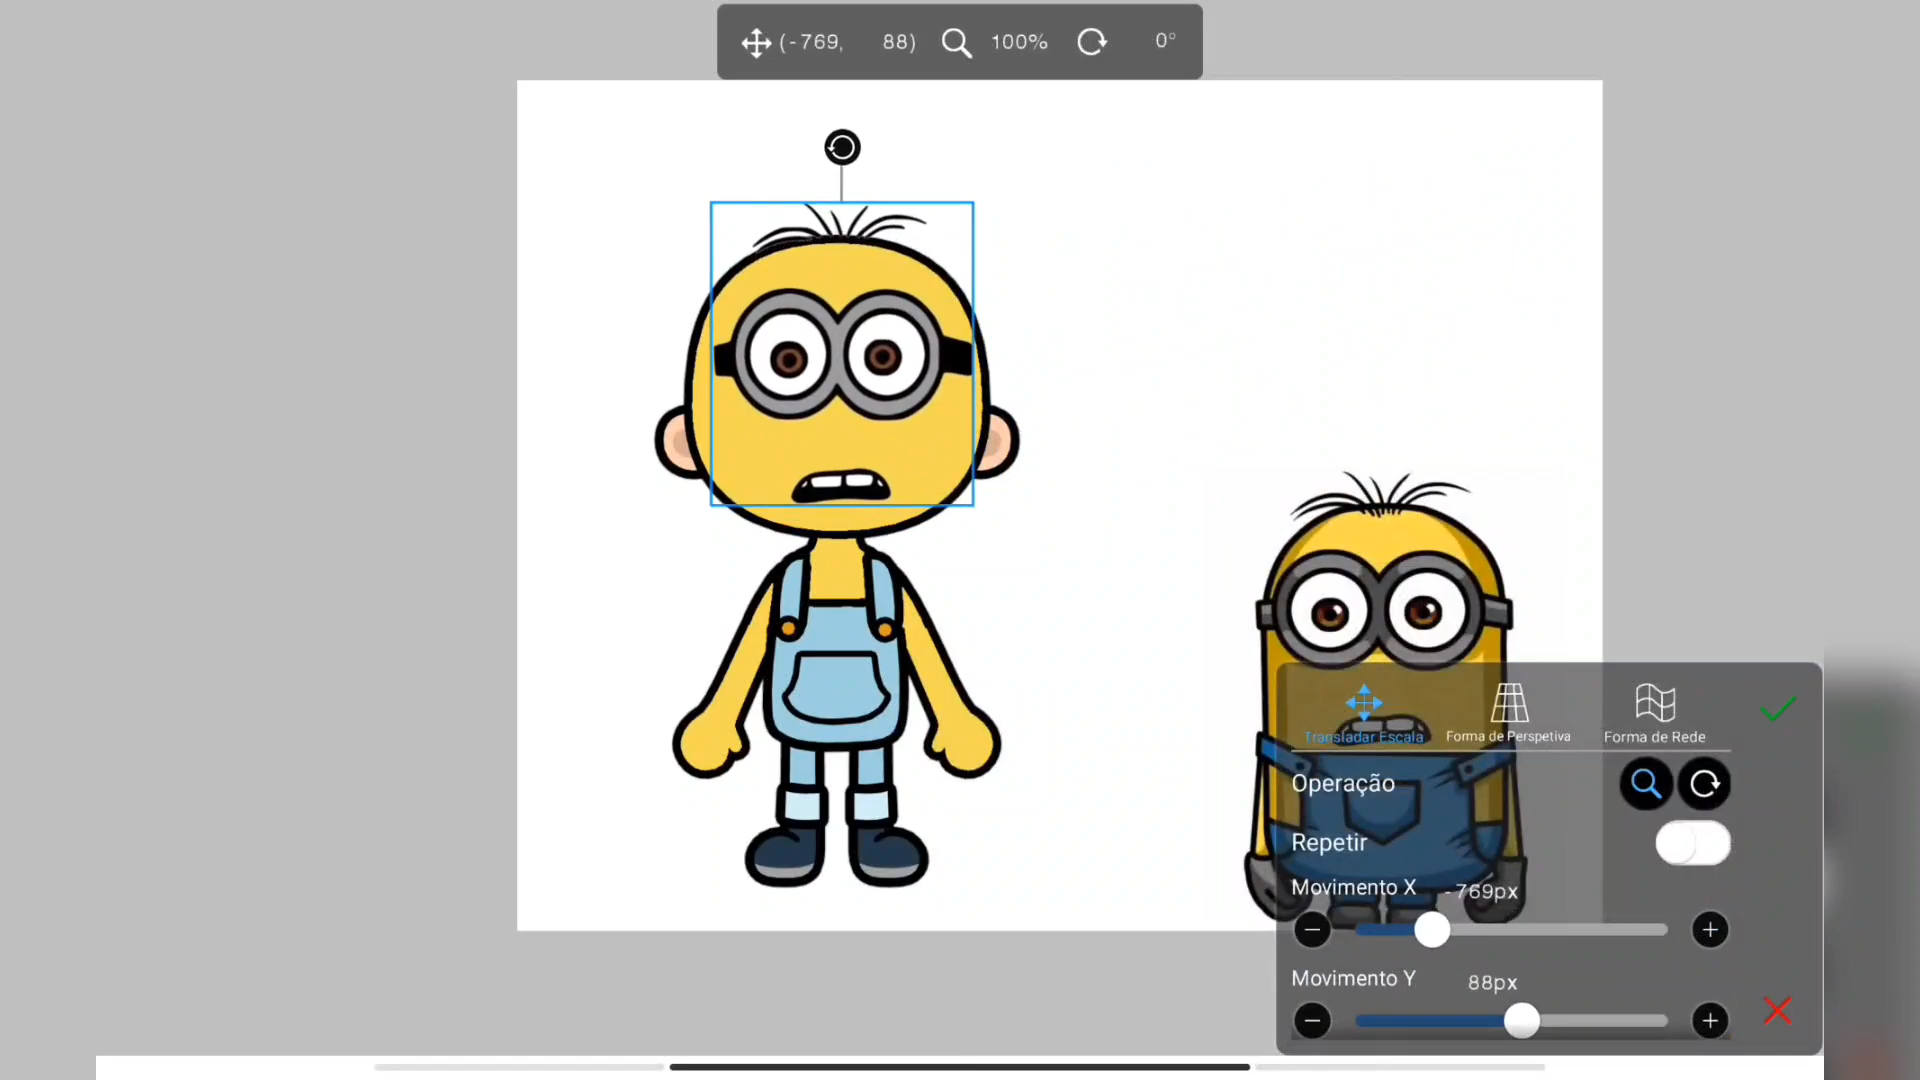 (-769, 88) 100% 0°
Transladar Escala Forma de Perspetiva Forma de Rede
Operação
Repetir
Movimento X -769px
Movimento Y 88px